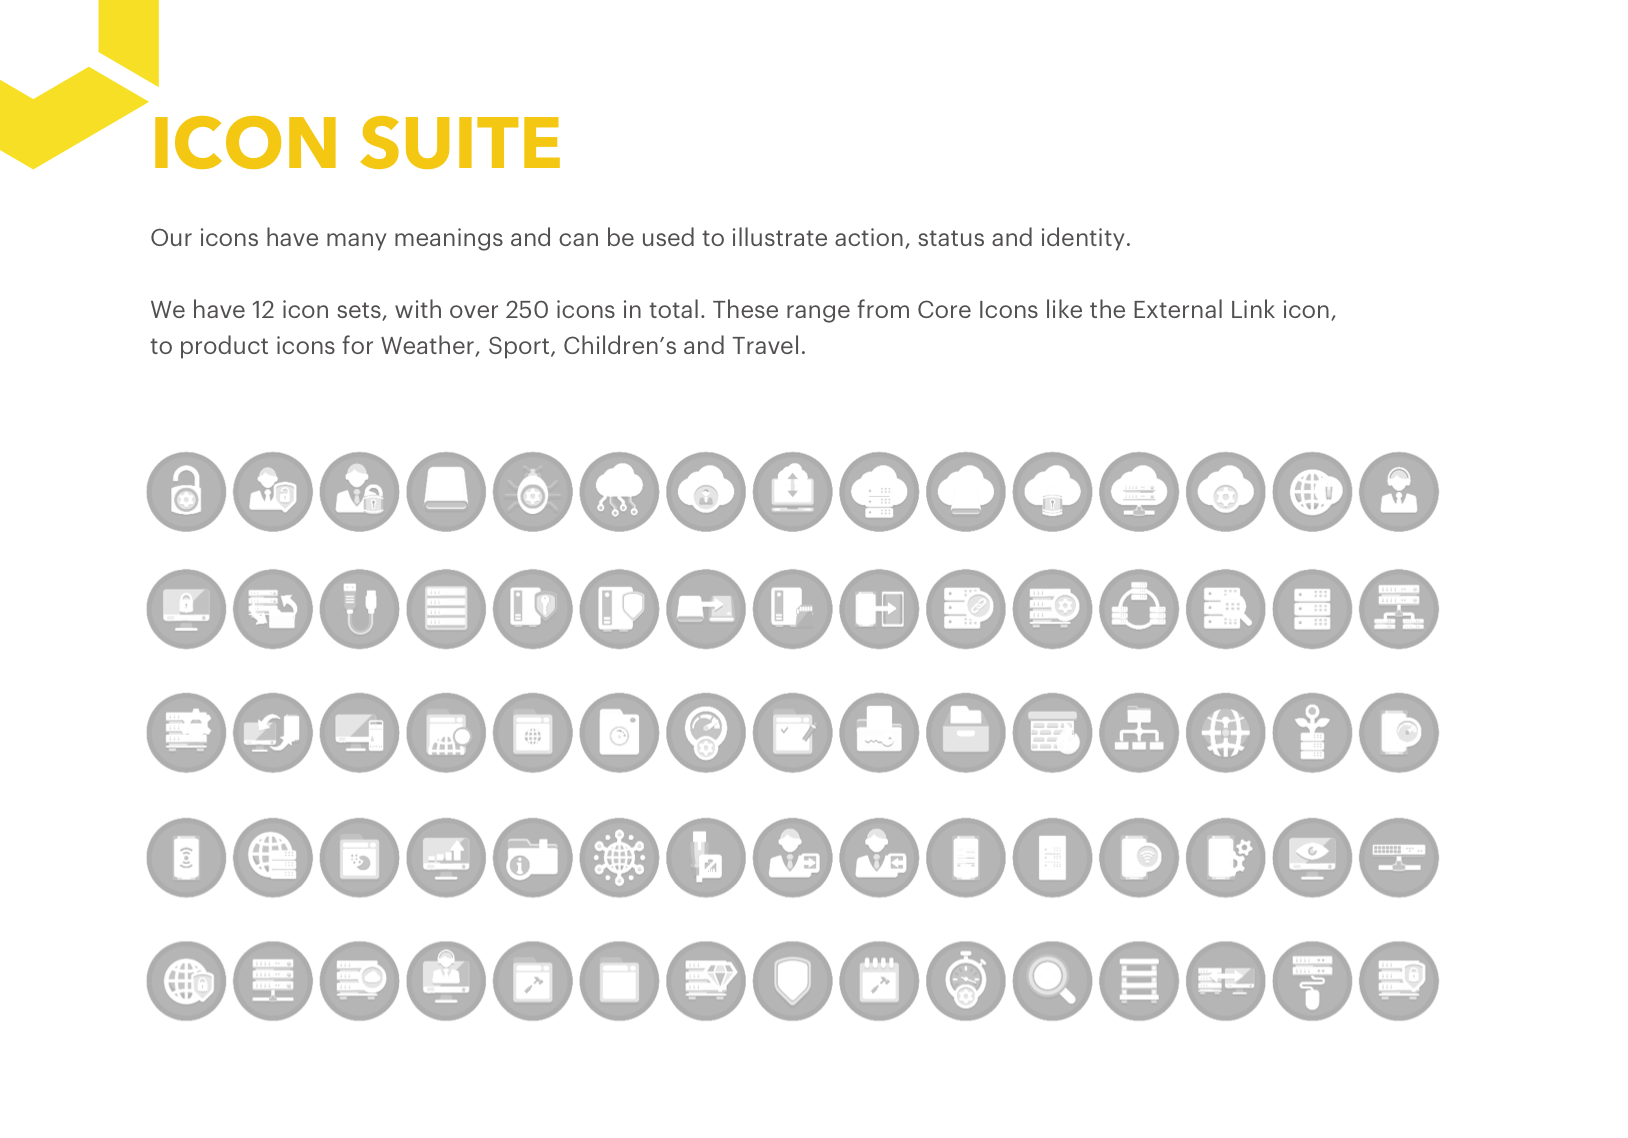 ICON SUITE
Our icons have many meanings and can be used to illustrate action, status and identity.
We have 12 icon sets, with over 250 icons in total. These range from Core Icons like the External Link icon,
to product icons for Weather, Sport, Children’s and Travel.